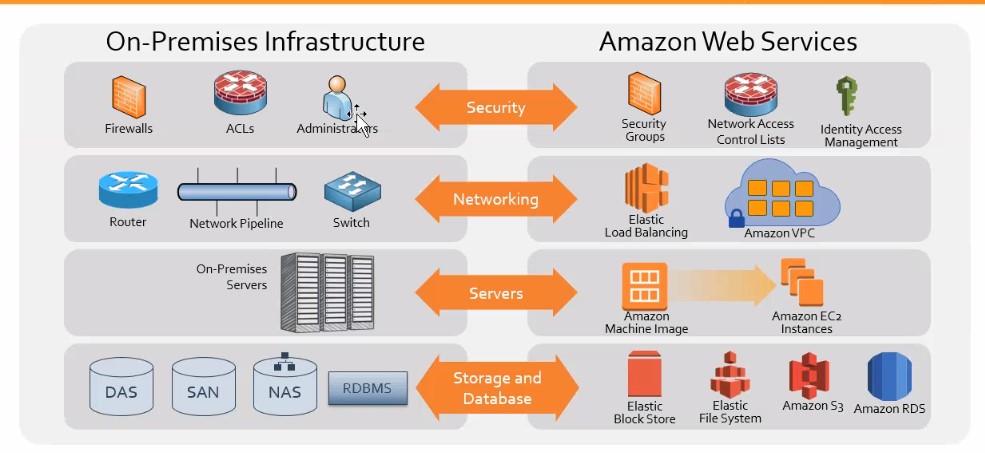 On-Premises Infrastructure
Amazon Web Services
Firewalls
ACLs
Administrators
Security
Security
Groups
Network Access
Control Lists
Identity Access
Management
Router
Network Pipeline
Switch
Networking
Elastic
Load Balancing
Amazon VPC
On-Premises
Servers
Servers
Amazon
Machine Image
Amazon EC2
Instances
DAS
SAN
NAS
RDBMS
Storage and
Database
Elastic
Block Store
Elastic
File System
Amazon S3
Amazon RDS